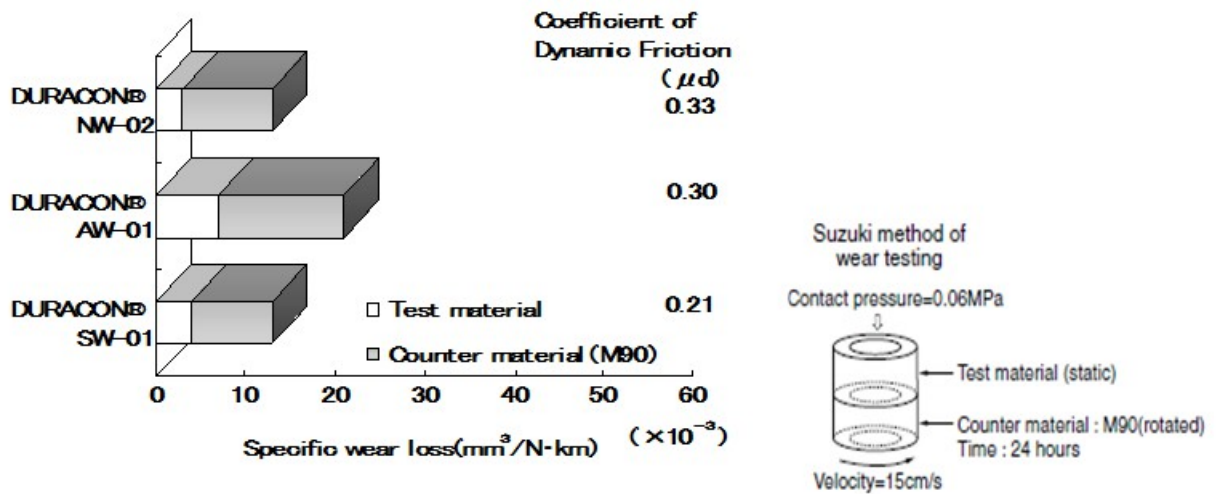 Coefficient of
Dynamic Friction
(μd)
DURACON®
NW-02
0.33
DURACON®
AW-01
0.30
DURACON®
SW-01
0.21
□ Test material
■ Counter material (M90)
0 10 20 30 40 50 60
Specific wear loss(mm³/N·km) (×10⁻³)
Suzuki method of
wear testing
Contact pressure=0.06MPa
Test material (static)
Counter material : M90(rotated)
Time : 24 hours
Velocity=15cm/s